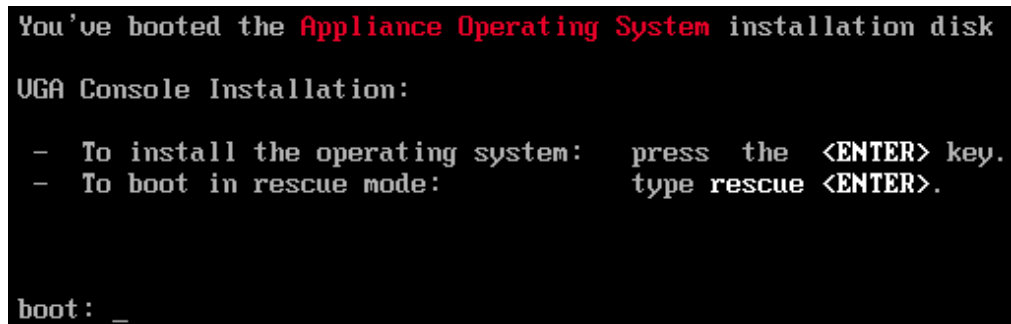 You've booted the Appliance Operating System installation disk
VGA Console Installation:
- To install the operating system: press the <ENTER> key.
- To boot in rescue mode: type rescue <ENTER>.
boot: _